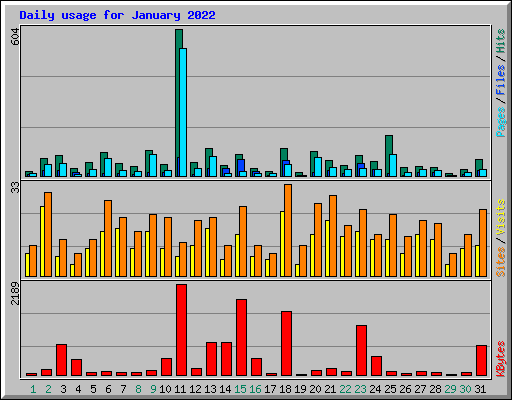 Daily usage for January 2022
604
Pages / Files / Hits
33
Sites / Visits
2189
KBytes
1 2 3 4 5 6 7 8 9 10 11 12 13 14 15 16 17 18 19 20 21 22 23 24 25 26 27 28 29 30 31